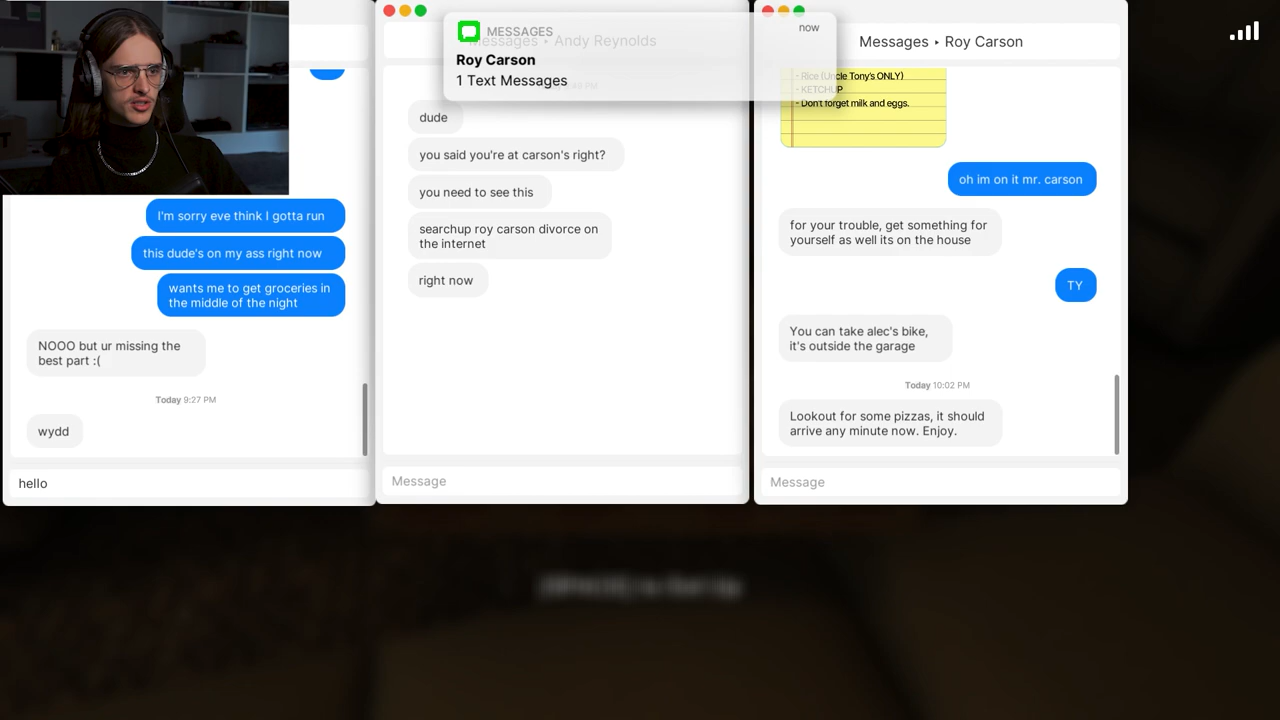 I'm sorry eve think I gotta run
this dude's on my ass right now
wants me to get groceries in
the middle of the night
NOOO but ur missing the
best part :(
Today 9:27 PM
wydd
hello
MESSAGES
now
Messages ‣ Andy Reynolds
Roy Carson
1 Text Messages
dude
you said you're at carson's right?
you need to see this
searchup roy carson divorce on
the internet
right now
Message
Messages ‣ Roy Carson
- Rice (Uncle Tony's ONLY)
- KETCHUP
- Don't forget milk and eggs.
oh im on it mr. carson
for your trouble, get something for
yourself as well its on the house
TY
You can take alec's bike,
it's outside the garage
Today 10:02 PM
Lookout for some pizzas, it should
arrive any minute now. Enjoy.
Message